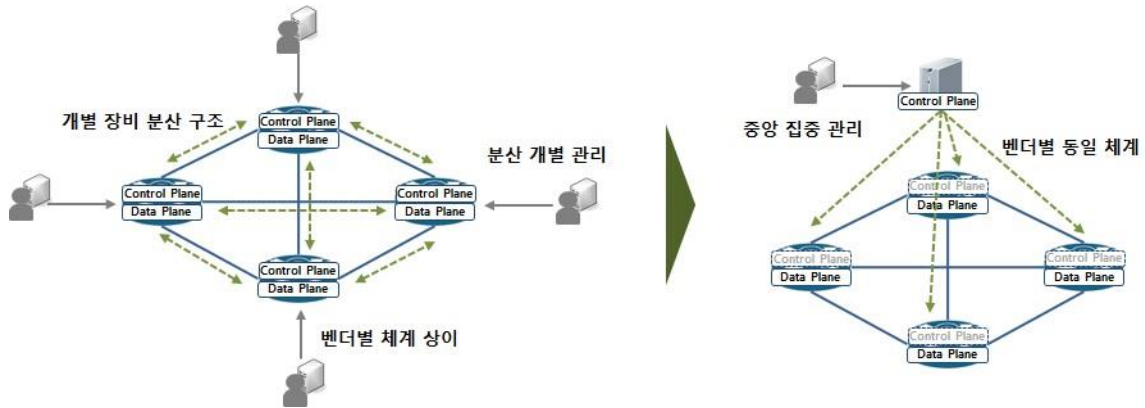 Control Plane
Data Plane
개별 장비 분산 구조
분산 개별 관리
Control Plane
Data Plane
Control Plane
Data Plane
Control Plane
Data Plane
벤더별 체계 상이
Control Plane
중앙 집중 관리
벤더별 동일 체계
Control Plane
Data Plane
Control Plane
Data Plane
Control Plane
Data Plane
Control Plane
Data Plane